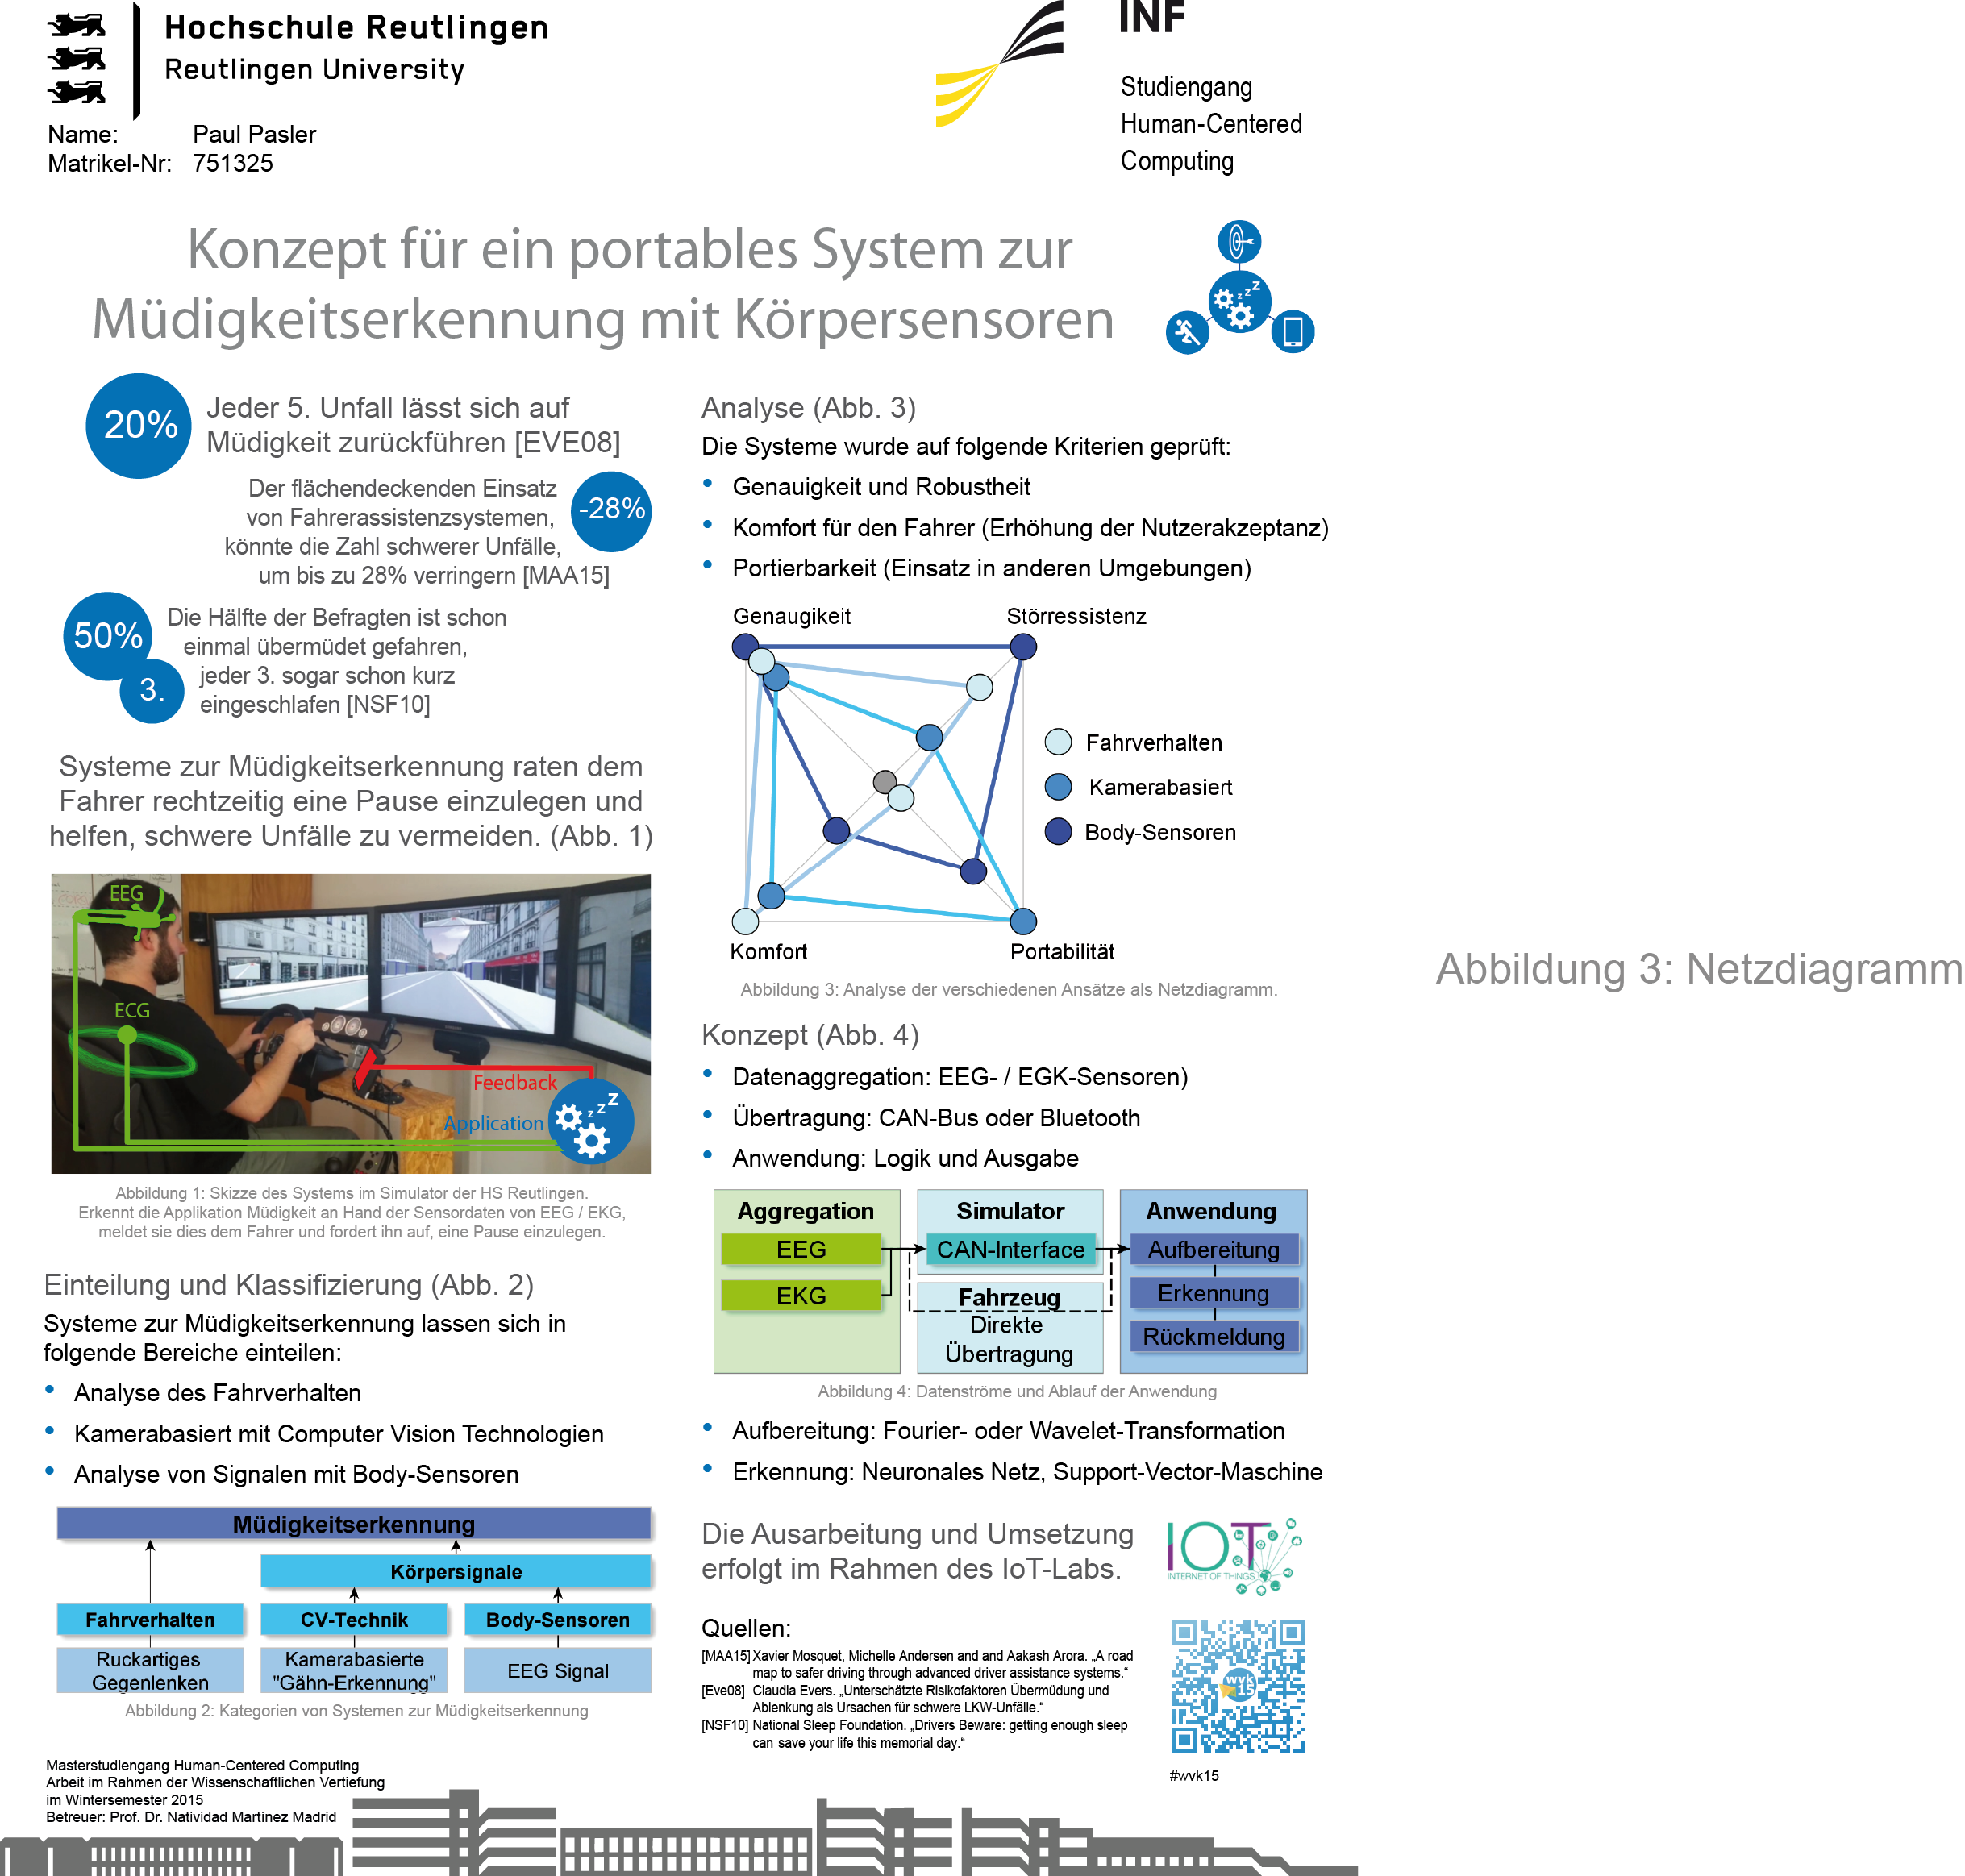 Hochschule Reutlingen
Reutlingen University
INF
Studiengang
Human-Centered
Computing
Name: Paul Pasler
Matrikel-Nr: 751325
Konzept für ein portables System zur
Müdigkeitserkennung mit Körpersensoren
z z Z
20%
Jeder 5. Unfall lässt sich auf
Müdigkeit zurückführen [EVE08]
Der flächendeckenden Einsatz
von Fahrerassistenzsystemen,
könnte die Zahl schwerer Unfälle,
um bis zu 28% verringern [MAA15]
-28%
50%
3.
Die Hälfte der Befragten ist schon
einmal übermüdet gefahren,
jeder 3. sogar schon kurz
eingeschlafen [NSF10]
Systeme zur Müdigkeitserkennung raten dem
Fahrer rechtzeitig eine Pause einzulegen und
helfen, schwere Unfälle zu vermeiden. (Abb. 1)
EEG
ECG
Feedback
Application
z z Z
Abbildung 1: Skizze des Systems im Simulator der HS Reutlingen.
Erkennt die Applikation Müdigkeit an Hand der Sensordaten von EEG / EKG,
meldet sie dies dem Fahrer und fordert ihn auf, eine Pause einzulegen.
Einteilung und Klassifizierung (Abb. 2)
Systeme zur Müdigkeitserkennung lassen sich in
folgende Bereiche einteilen:
• Analyse des Fahrverhalten
• Kamerabasiert mit Computer Vision Technologien
• Analyse von Signalen mit Body-Sensoren
Müdigkeitserkennung
Körpersignale
Fahrverhalten CV-Technik Body-Sensoren
Ruckartiges
Gegenlenken
Kamerabasierte
"Gähn-Erkennung"
EEG Signal
Abbildung 2: Kategorien von Systemen zur Müdigkeitserkennung
Masterstudiengang Human-Centered Computing
Arbeit im Rahmen der Wissenschaftlichen Vertiefung
im Wintersemester 2015
Betreuer: Prof. Dr. Natividad Martínez Madrid
Analyse (Abb. 3)
Die Systeme wurde auf folgende Kriterien geprüft:
• Genauigkeit und Robustheit
• Komfort für den Fahrer (Erhöhung der Nutzerakzeptanz)
• Portierbarkeit (Einsatz in anderen Umgebungen)
Genaugikeit Störressistenz
Fahrverhalten
Kamerabasiert
Body-Sensoren
Komfort Portabilität
Abbildung 3: Analyse der verschiedenen Ansätze als Netzdiagramm.
Abbildung 3: Netzdiagramm
Konzept (Abb. 4)
• Datenaggregation: EEG- / EGK-Sensoren)
• Übertragung: CAN-Bus oder Bluetooth
• Anwendung: Logik und Ausgabe
Aggregation Simulator Anwendung
EEG CAN-Interface Aufbereitung
EKG Fahrzeug Erkennung
Direkte
Übertragung
Rückmeldung
Abbildung 4: Datenströme und Ablauf der Anwendung
• Aufbereitung: Fourier- oder Wavelet-Transformation
• Erkennung: Neuronales Netz, Support-Vector-Maschine
Die Ausarbeitung und Umsetzung
erfolgt im Rahmen des IoT-Labs.
IOT
INTERNET OF THINGS
Quellen:
[MAA15] Xavier Mosquet, Michelle Andersen and and Aakash Arora. „A road
map to safer driving through advanced driver assistance systems.“
[Eve08] Claudia Evers. „Unterschätzte Risikofaktoren Übermüdung und
Ablenkung als Ursachen für schwere LKW-Unfälle.“
[NSF10] National Sleep Foundation. „Drivers Beware: getting enough sleep
can save your life this memorial day.“
wvk
15
#wvk15